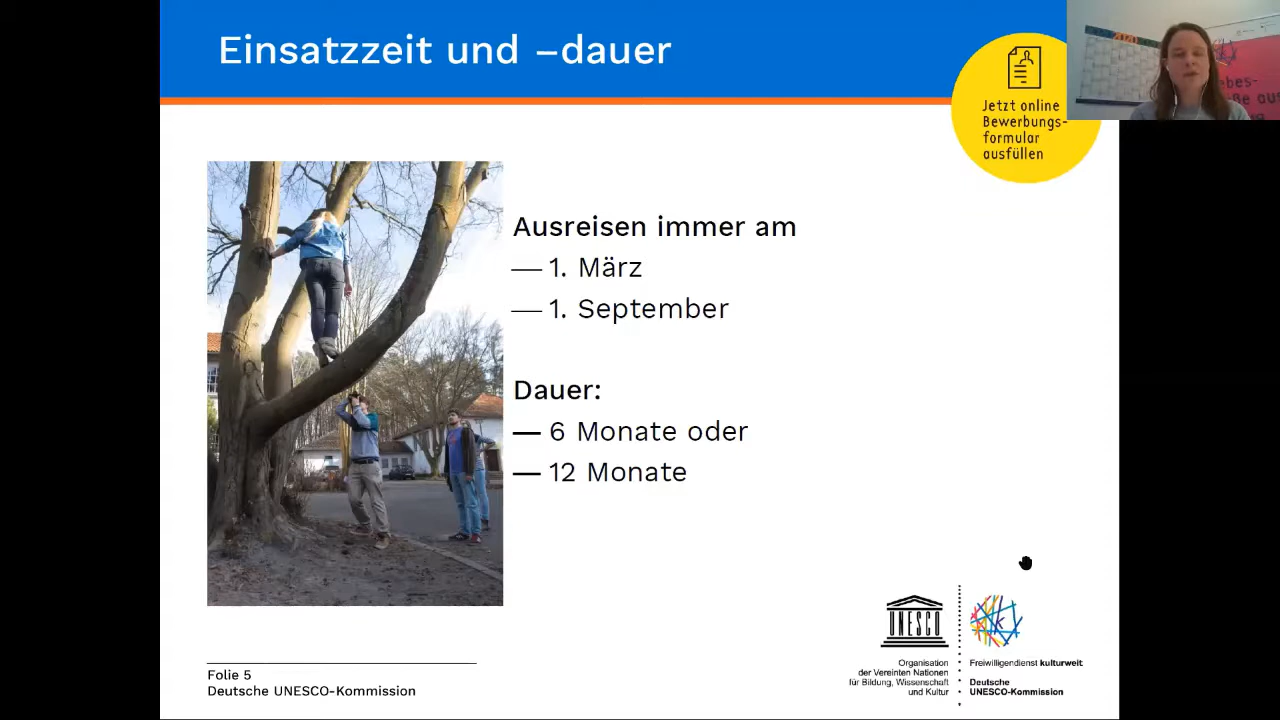 Einsatzzeit und –dauer
Jetzt online
Bewerbungs-
formular
ausfüllen
Ausreisen immer am
— 1. März
— 1. September
Dauer:
— 6 Monate oder
— 12 Monate
UNESCO
Organisation
der Vereinten Nationen
für Bildung, Wissenschaft
und Kultur
k
Freiwilligendienst kulturweit
Deutsche
UNESCO-Kommission
Folie 5
Deutsche UNESCO-Kommission